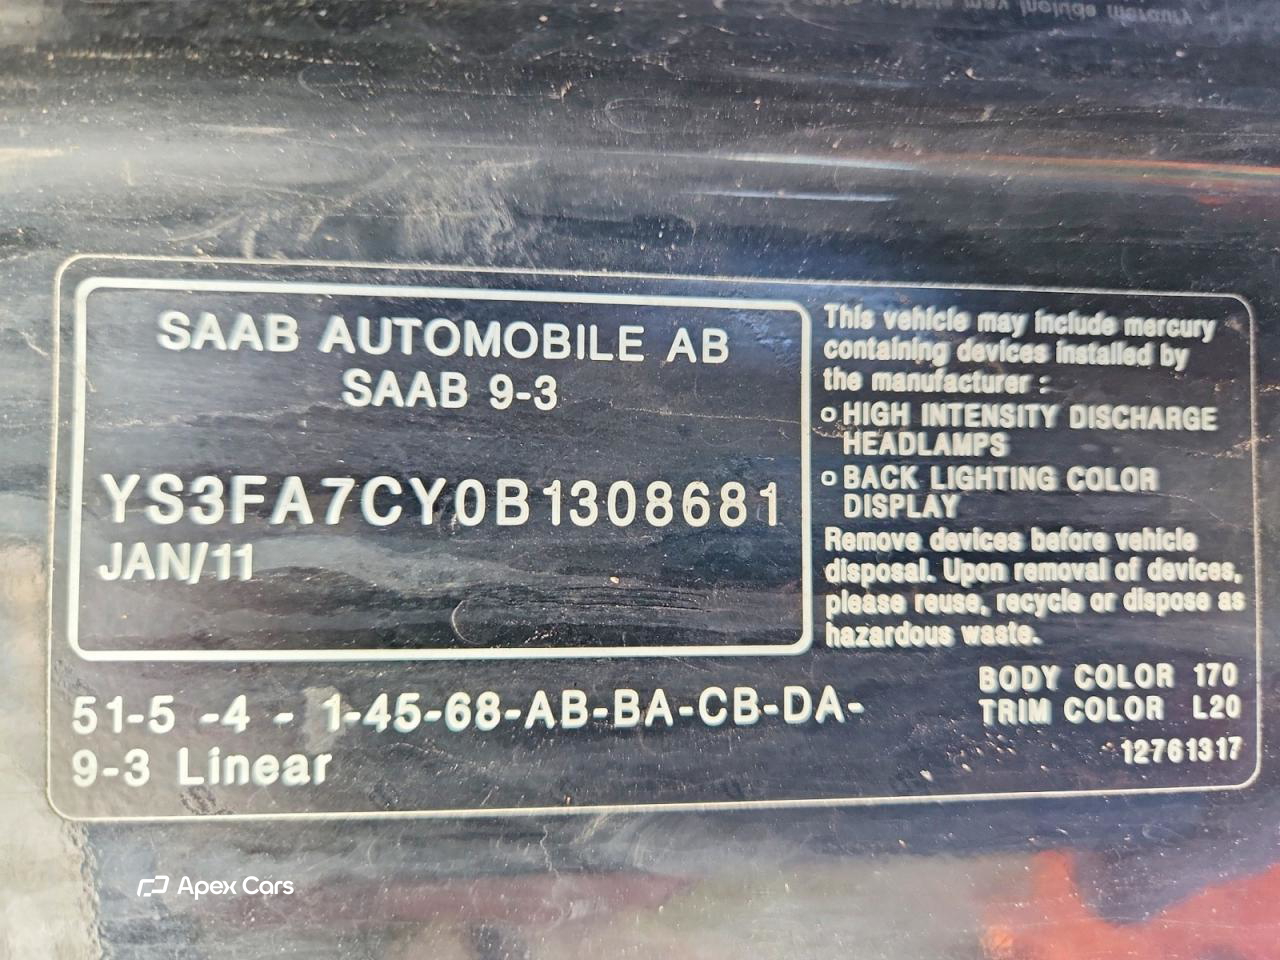 may include mercury
SAAB AUTOMOBILE AB
SAAB 9-3
YS3FA7CY0B1308681
JAN/11
This vehicle may include mercury
containing devices installed by
the manufacturer :
o HIGH INTENSITY DISCHARGE
HEADLAMPS
o BACK LIGHTING COLOR
DISPLAY
Remove devices before vehicle
disposal. Upon removal of devices,
please reuse, recycle or dispose as
hazardous waste.
51-5 -4 - 1-45-68-AB-BA-CB-DA-
9-3 Linear
BODY COLOR 170
TRIM COLOR L20
12761317
Apex Cars